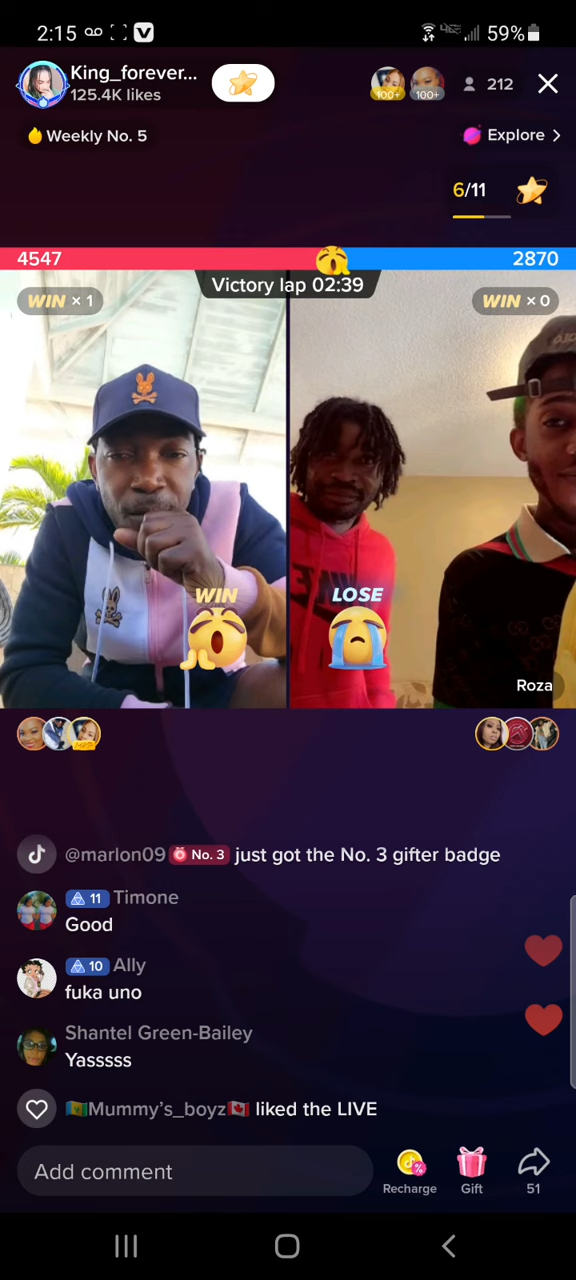 2:15
59%
King_forever...
125.4K likes
100+
100+
212
Weekly No. 5
Explore >
6/11
4547
2870
Victory lap 02:39
WIN × 1
WIN × 0
WIN
LOSE
Roza
@marlon09 No. 3 just got the No. 3 gifter badge
11 Timone
Good
10 Ally
fuka uno
Shantel Green-Bailey
Yasssss
Mummy's_boyz liked the LIVE
Add comment
Recharge
Gift
51